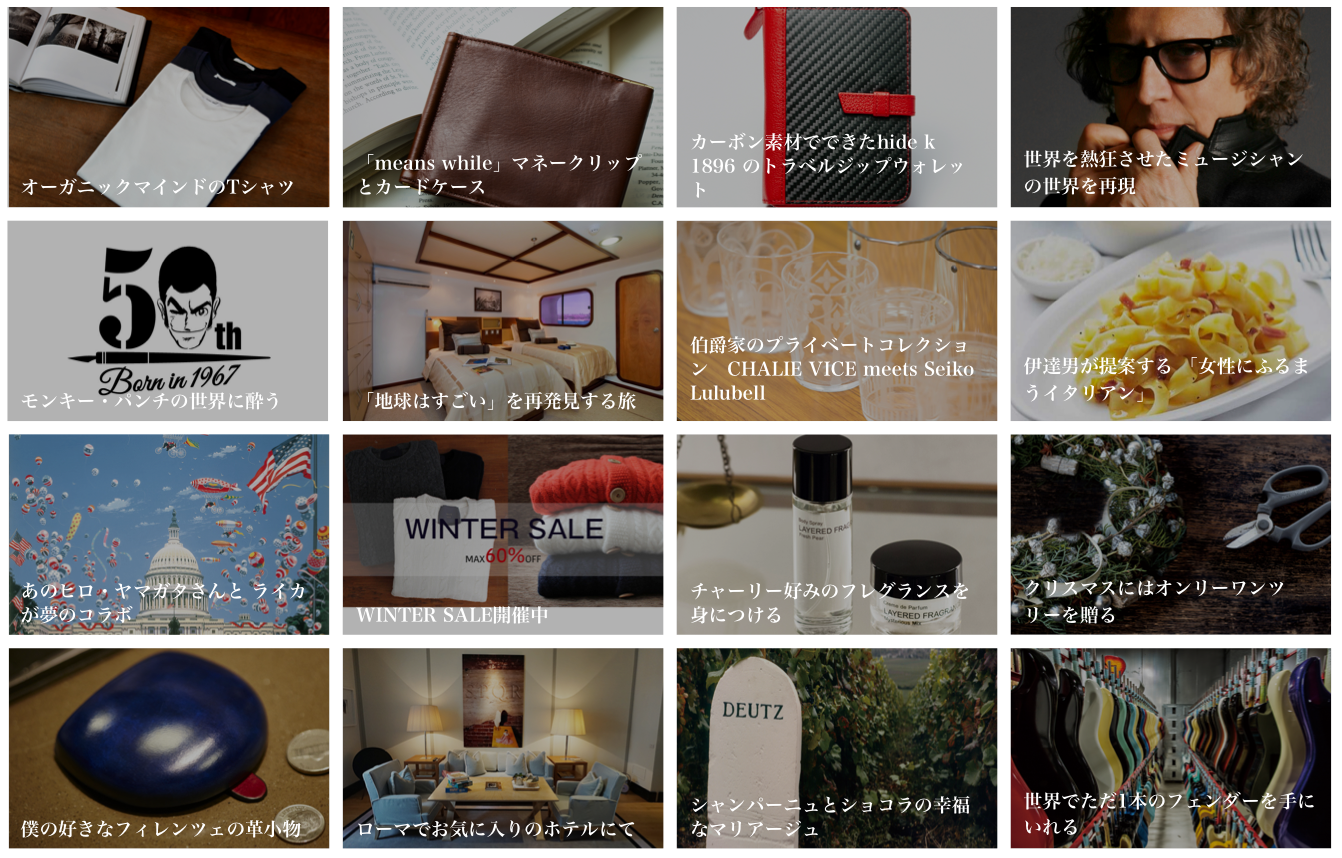 オーガニックマインドのTシャツ
「means while」マネークリップ
とカードケース
カーボン素材でできたhide k
1896 のトラベルジップウォレッ
ト
世界を熱狂させたミュージシャン
の世界を再現
50th
Born in 1967
モンキー・パンチの世界に酔う
「地球はすごい」を再発見する旅
伯爵家のプライベートコレクショ
ン　CHALIE VICE meets Seiko
Lulubell
伊達男が提案する 「女性にふるま
うイタリアン」
あのヒロ・ヤマガタさんと ライカ
が夢のコラボ
WINTER SALE
MAX60%OFF
WINTER SALE開催中
Body Spray
LAYERED FRAG
Fresh Pear
de Parfum
LAYERED FRAGRA
チャーリー好みのフレグランスを
身につける
クリスマスにはオンリーワンツ
リーを贈る
僕の好きなフィレンツェの革小物
ローマでお気に入りのホテルにて
DEUTZ
シャンパーニュとショコラの幸福
なマリアージュ
世界でただ1本のフェンダーを手に
いれる